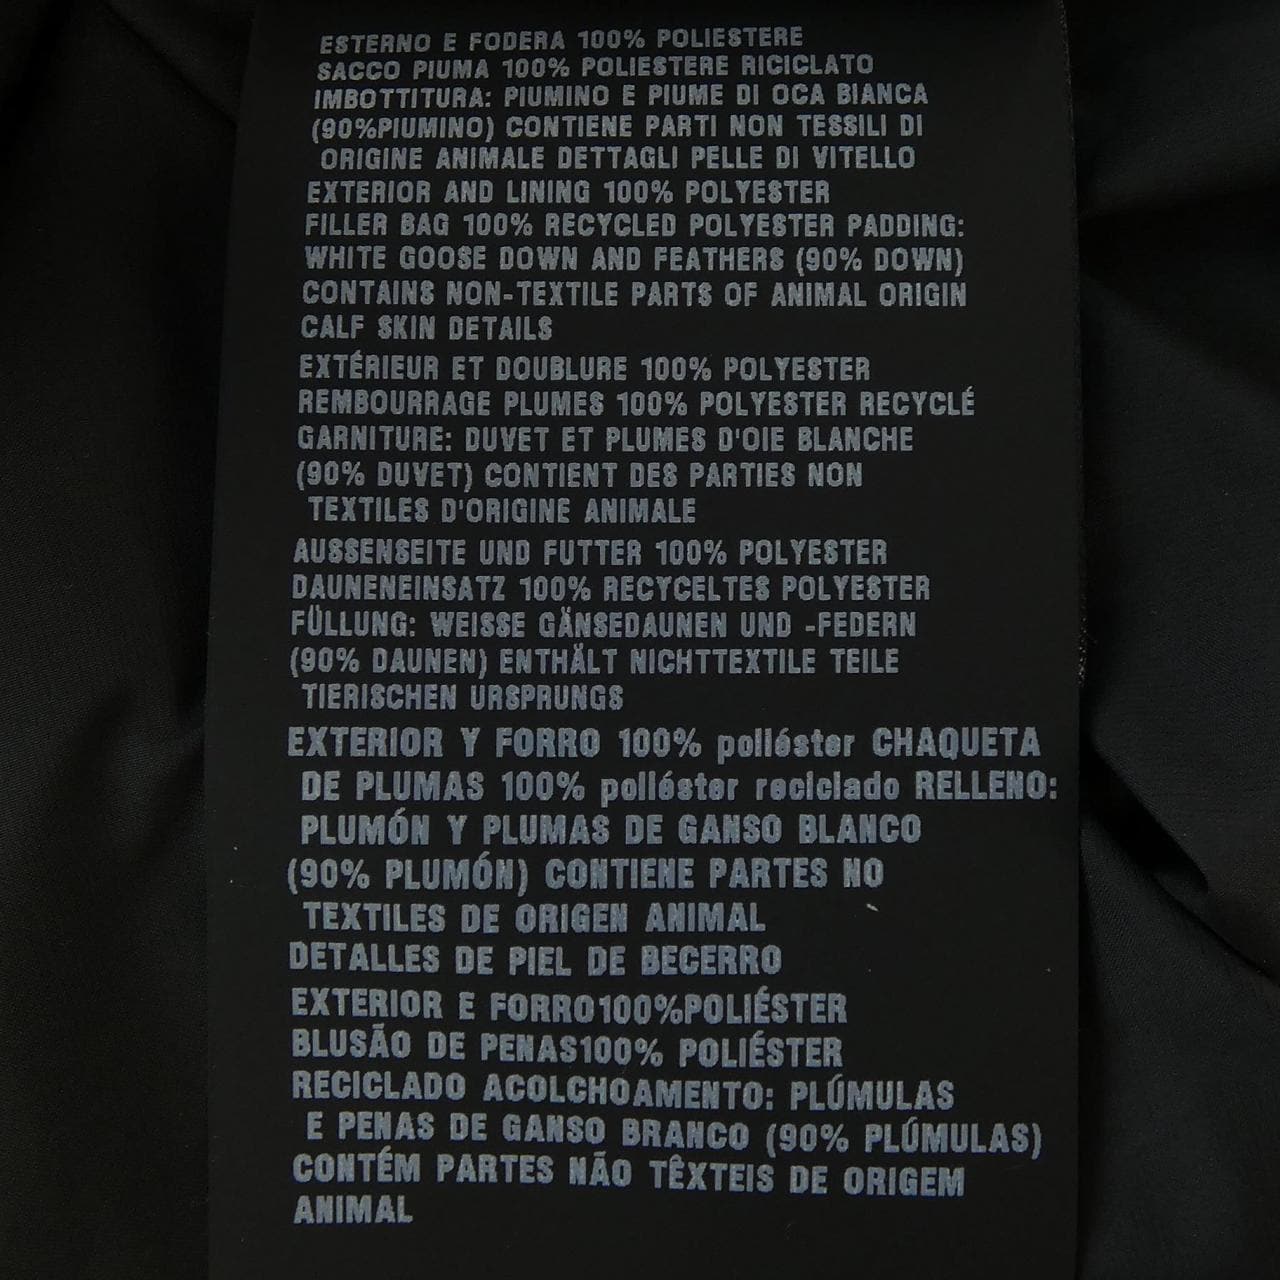 ESTERNO E FODERA 100% POLIESTERE
SACCO PIUMA 100% POLIESTERE RICICLATO
IMBOTTITURA: PIUMINO E PIUME DI OCA BIANCA
(90%PIUMINO) CONTIENE PARTI NON TESSILI DI
ORIGINE ANIMALE DETTAGLI PELLE DI VITELLO
EXTERIOR AND LINING 100% POLYESTER
FILLER BAG 100% RECYCLED POLYESTER PADDING:
WHITE GOOSE DOWN AND FEATHERS (90% DOWN)
CONTAINS NON-TEXTILE PARTS OF ANIMAL ORIGIN
CALF SKIN DETAILS
EXTÉRIEUR ET DOUBLURE 100% POLYESTER
REMBOURRAGE PLUMES 100% POLYESTER RECYCLÉ
GARNITURE: DUVET ET PLUMES D'OIE BLANCHE
(90% DUVET) CONTIENT DES PARTIES NON
TEXTILES D'ORIGINE ANIMALE
AUSSENSEITE UND FUTTER 100% POLYESTER
DAUNENEINSATZ 100% RECYCELTES POLYESTER
FÜLLUNG: WEISSE GÄNSEDAUNEN UND -FEDERN
(90% DAUNEN) ENTHÄLT NICHTTEXTILE TEILE
TIERISCHEN URSPRUNGS
EXTERIOR Y FORRO 100% poliéster CHAQUETA
DE PLUMAS 100% poliéster reciclado RELLENO:
PLUMÓN Y PLUMAS DE GANSO BLANCO
(90% PLUMÓN) CONTIENE PARTES NO
TEXTILES DE ORIGEN ANIMAL
DETALLES DE PIEL DE BECERRO
EXTERIOR E FORRO100%POLIÉSTER
BLUSÃO DE PENAS100% POLIÉSTER
RECICLADO ACOLCHOAMENTO: PLÚMULAS
E PENAS DE GANSO BRANCO (90% PLÚMULAS)
CONTÉM PARTES NÃO TÊXTEIS DE ORIGEM
ANIMAL